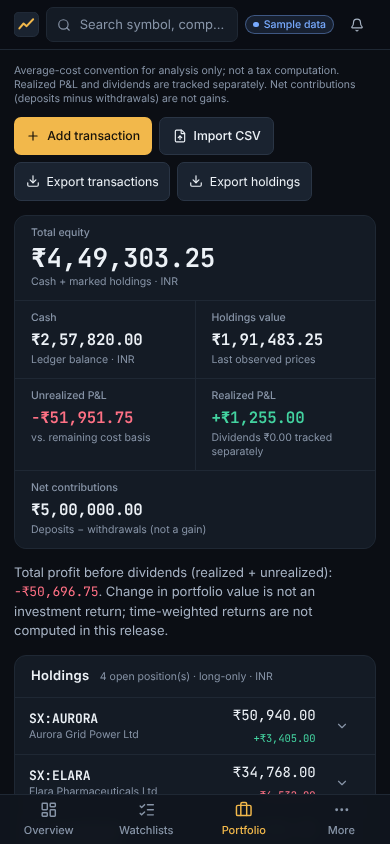 Search symbol, comp...
Sample data
Average-cost convention for analysis only; not a tax computation.
Realized P&L and dividends are tracked separately. Net contributions
(deposits minus withdrawals) are not gains.
Add transaction
Import CSV
Export transactions
Export holdings
Total equity
₹4,49,303.25
Cash + marked holdings · INR
Cash
₹2,57,820.00
Ledger balance · INR
Holdings value
₹1,91,483.25
Last observed prices
Unrealized P&L
-₹51,951.75
vs. remaining cost basis
Realized P&L
+₹1,255.00
Dividends ₹0.00 tracked
separately
Net contributions
₹5,00,000.00
Deposits − withdrawals (not a gain)
Total profit before dividends (realized + unrealized):
-₹50,696.75. Change in portfolio value is not an
investment return; time-weighted returns are not
computed in this release.
Holdings 4 open position(s) · long-only · INR
SX:AURORA
Aurora Grid Power Ltd
₹50,940.00
+₹3,405.00
SX:ELARA
Elara Pharmaceuticals Ltd
₹34,768.00
Overview
Watchlists
Portfolio
More